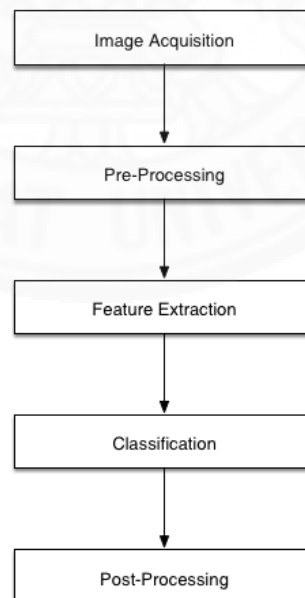 Image Acquisition
Pre-Processing
Feature Extraction
Classification
Post-Processing